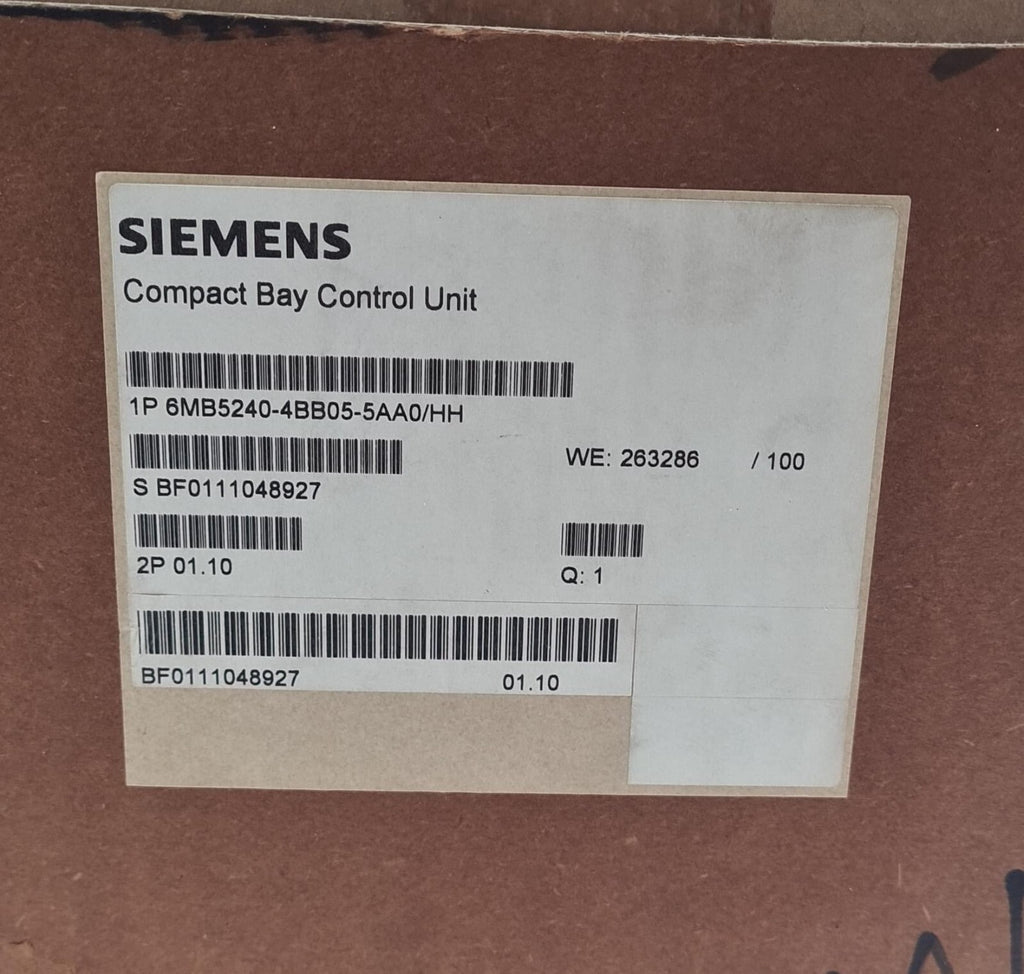 SIEMENS
Compact Bay Control Unit
1P 6MB5240-4BB05-5AA0/HH
WE: 263286 / 100
S BF0111048927
2P 01.10
Q: 1
BF0111048927 01.10